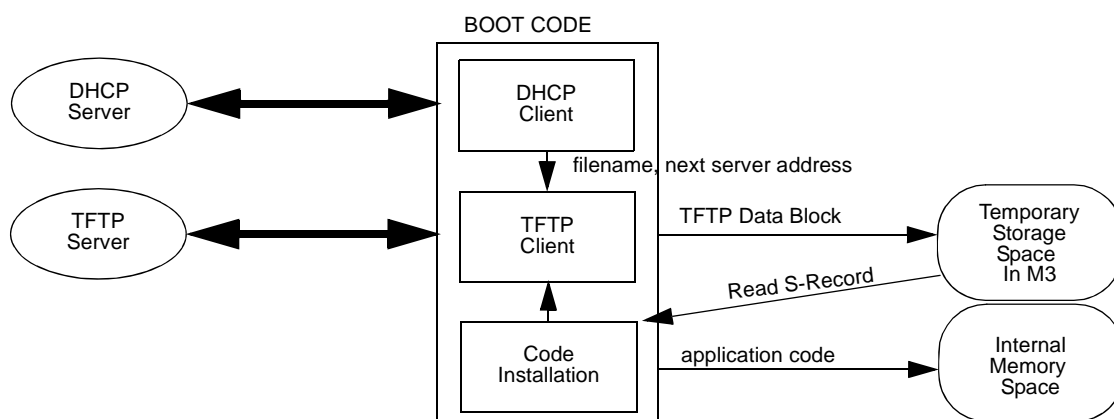 BOOT CODE
DHCP
Server
DHCP
Client
filename, next server address
TFTP
Server
TFTP
Client
TFTP Data Block
Temporary
Storage
Space
In M3
Read S-Record
Code
Installation
application code
Internal
Memory
Space